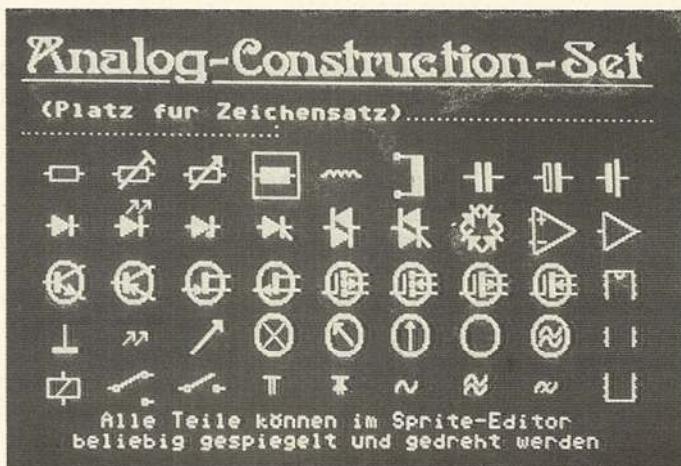 Analog-Construction-Set
(Platz fur Zeichensatz)
Alle Teile können im Sprite-Editor
beliebig gespiegelt und gedreht werden